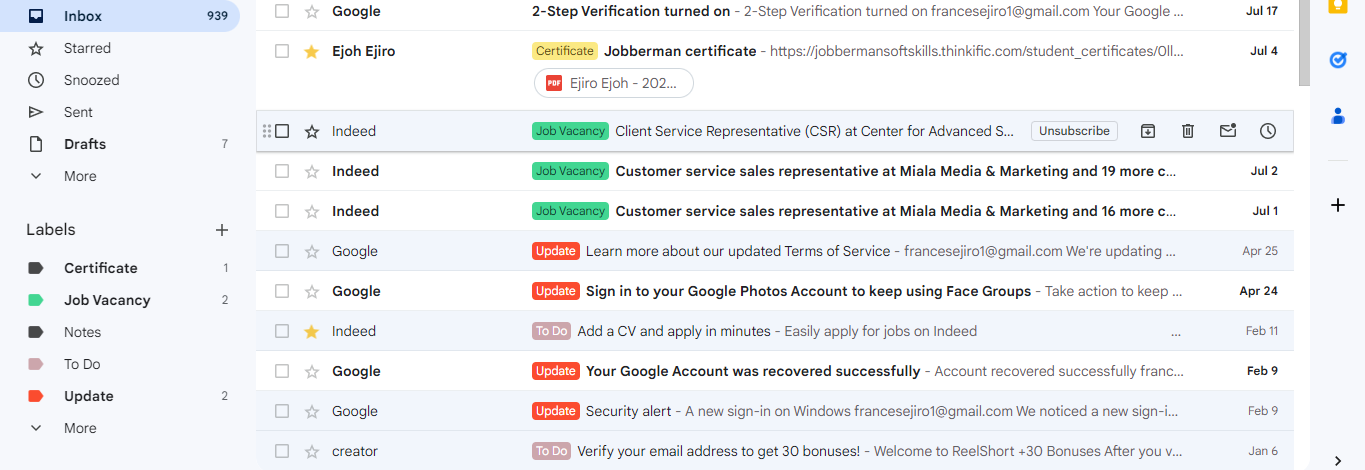 Inbox 939
Starred
Snoozed
Sent
Drafts 7
More
Labels
Certificate 1
Job Vacancy 2
Notes
To Do
Update 2
More
Google 2-Step Verification turned on - 2-Step Verification turned on francesejiro1@gmail.com Your Google ... Jul 17
Ejoh Ejiro Certificate Jobberman certificate - https://jobbermansoftskills.thinkific.com/student_certificates/0ll... Jul 4
PDF Ejiro Ejoh - 202...
Indeed Job Vacancy Client Service Representative (CSR) at Center for Advanced S... Unsubscribe
Indeed Job Vacancy Customer service sales representative at Miala Media & Marketing and 19 more c... Jul 2
Indeed Job Vacancy Customer service sales representative at Miala Media & Marketing and 16 more c... Jul 1
Google Update Learn more about our updated Terms of Service - francesejiro1@gmail.com We're updating ... Apr 25
Google Update Sign in to your Google Photos Account to keep using Face Groups - Take action to keep ... Apr 24
Indeed To Do Add a CV and apply in minutes - Easily apply for jobs on Indeed ... Feb 11
Google Update Your Google Account was recovered successfully - Account recovered successfully franc... Feb 9
Google Update Security alert - A new sign-in on Windows francesejiro1@gmail.com We noticed a new sign-i... Feb 9
creator To Do Verify your email address to get 30 bonuses! - Welcome to ReelShort +30 Bonuses After you v... Jan 6